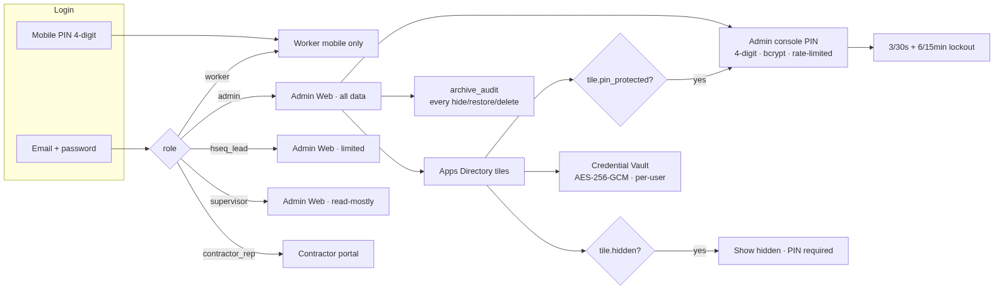 Login
Mobile PIN 4-digit
Email + password
role
worker
admin
hseq_lead
supervisor
contractor_rep
Worker mobile only
Admin Web · all data
Admin Web · limited
Admin Web · read-mostly
Contractor portal
archive_audit
every hide/restore/delete
Apps Directory tiles
tile.pin_protected?
Credential Vault
AES-256-GCM · per-user
tile.hidden?
yes
yes
Admin console PIN
4-digit · bcrypt · rate-limited
Show hidden · PIN required
3/30s + 6/15min lockout